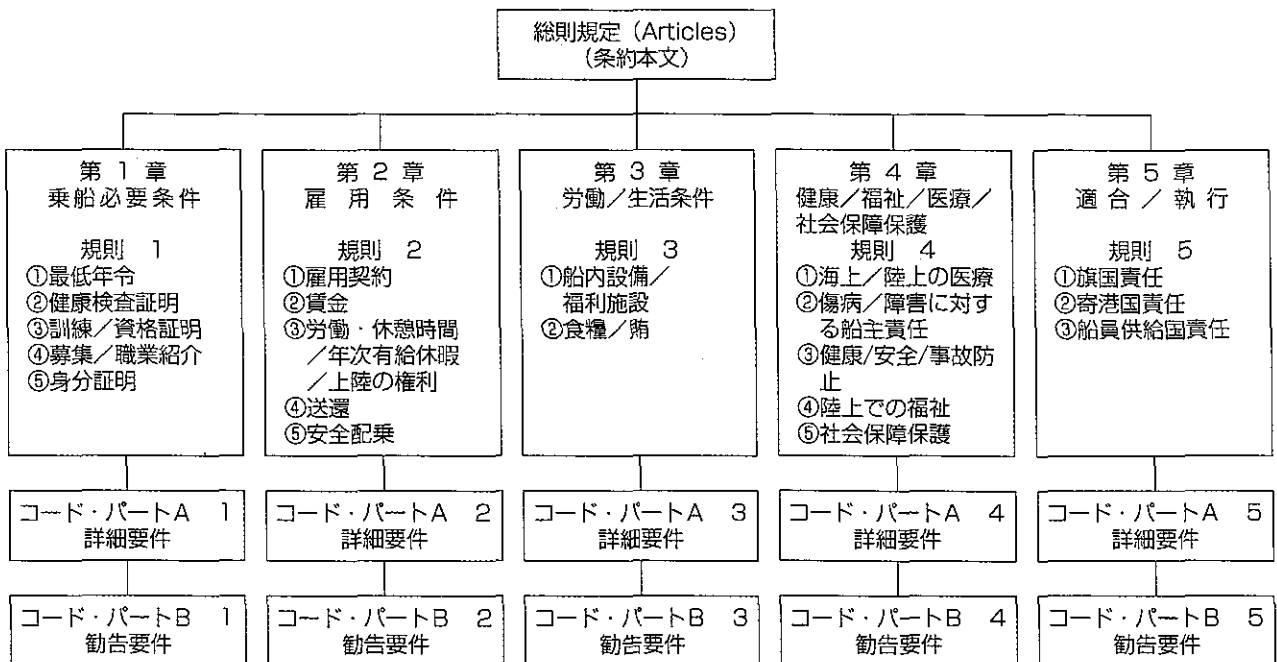 総則規定（Articles）
（条約本文）
第 1 章
乗船必要条件
規則 1
①最低年令
②健康検査証明
③訓練／資格証明
④募集／職業紹介
⑤身分証明
第 2 章
雇用条件
規則 2
①雇用契約
②賃金
③労働・休憩時間
／年次有給休暇
／上陸の権利
④送還
⑤安全配乗
第 3 章
労働／生活条件
規則 3
①船内設備／
福利施設
②食糧／賄
第 4 章
健康／福祉／医療／
社会保障保護
規則 4
①海上／陸上の医療
②傷病／障害に対す
る船主責任
③健康/安全/事故防
止
④陸上での福祉
⑤社会保障保護
第 5 章
適合／執行
規則 5
①旗国責任
②寄港国責任
③船員供給国責任
コード・パートA 1
詳細要件
コード・パートA 2
詳細要件
コード・パートA 3
詳細要件
コード・パートA 4
詳細要件
コード・パートA 5
詳細要件
コード・パートB 1
勧告要件
コード・パートB 2
勧告要件
コード・パートB 3
勧告要件
コード・パートB 4
勧告要件
コード・パートB 5
勧告要件